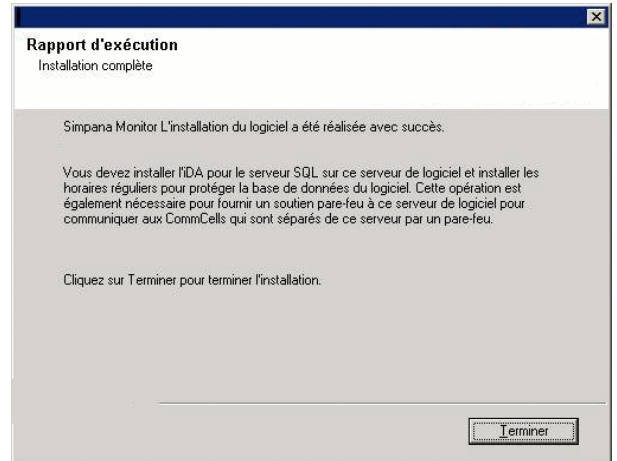 Rapport d'exécution
Installation complète
Simpana Monitor L'installation du logiciel a été réalisée avec succès.
Vous devez installer l'iDA pour le serveur SQL sur ce serveur de logiciel et installer les
horaires réguliers pour protéger la base de données du logiciel. Cette opération est
également nécessaire pour fournir un soutien pare-feu à ce serveur de logiciel pour
communiquer aux CommCells qui sont séparés de ce serveur par un pare-feu.
Cliquez sur Terminer pour terminer l'installation.
Terminer